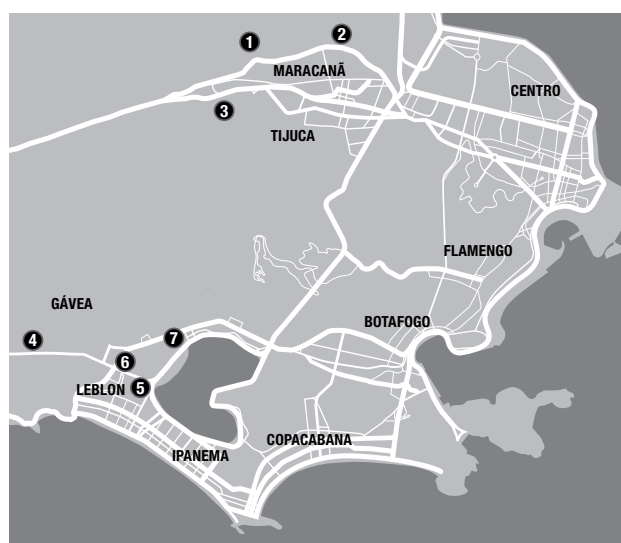 1
2
MARACANÃ
CENTRO
3
TIJUCA
FLAMENGO
GÁVEA
BOTAFOGO
4
7
6
LEBLON
5
COPACABANA
IPANEMA